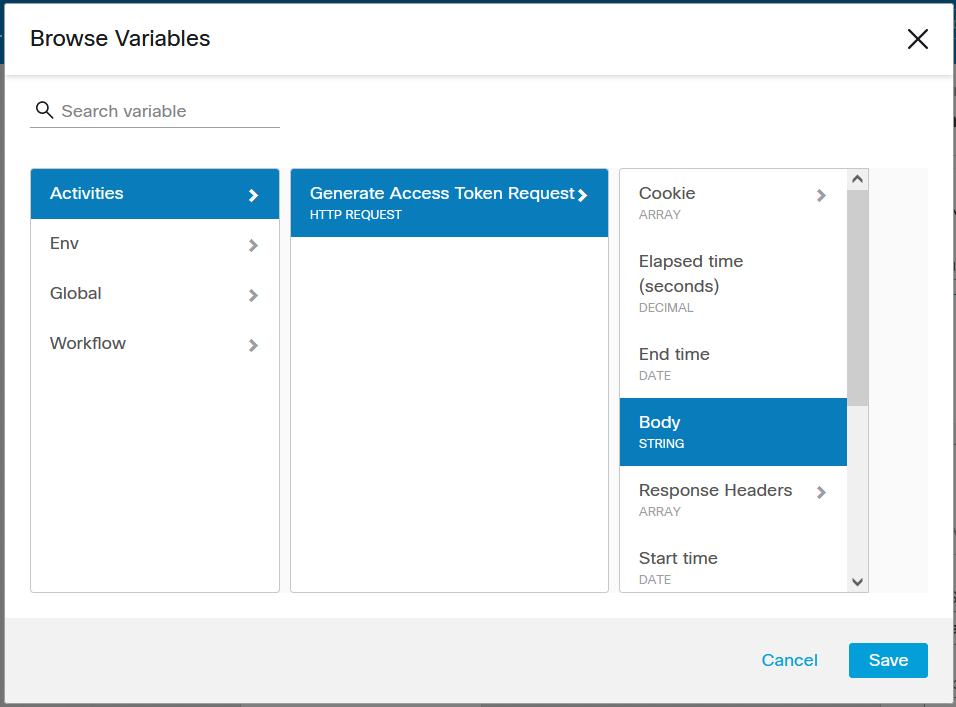 Browse Variables
Search variable
Activities
Env
Global
Workflow
Generate Access Token Request
HTTP REQUEST
Cookie
ARRAY
Elapsed time
(seconds)
DECIMAL
End time
DATE
Body
STRING
Response Headers
ARRAY
Start time
DATE
Cancel
Save